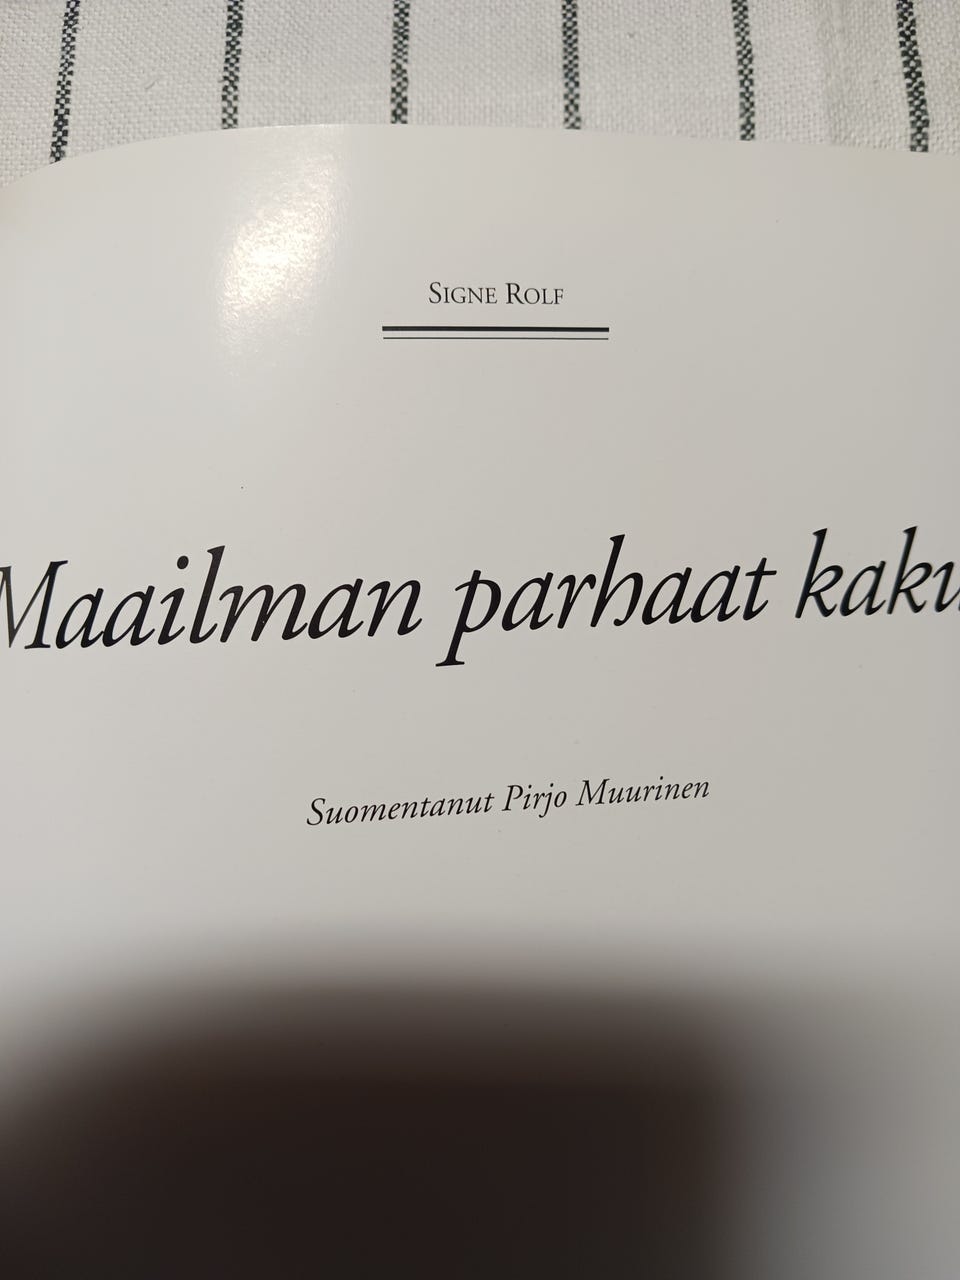 SIGNE ROLF
Maailman parhaat
Suomentanut Pirjo Muurinen